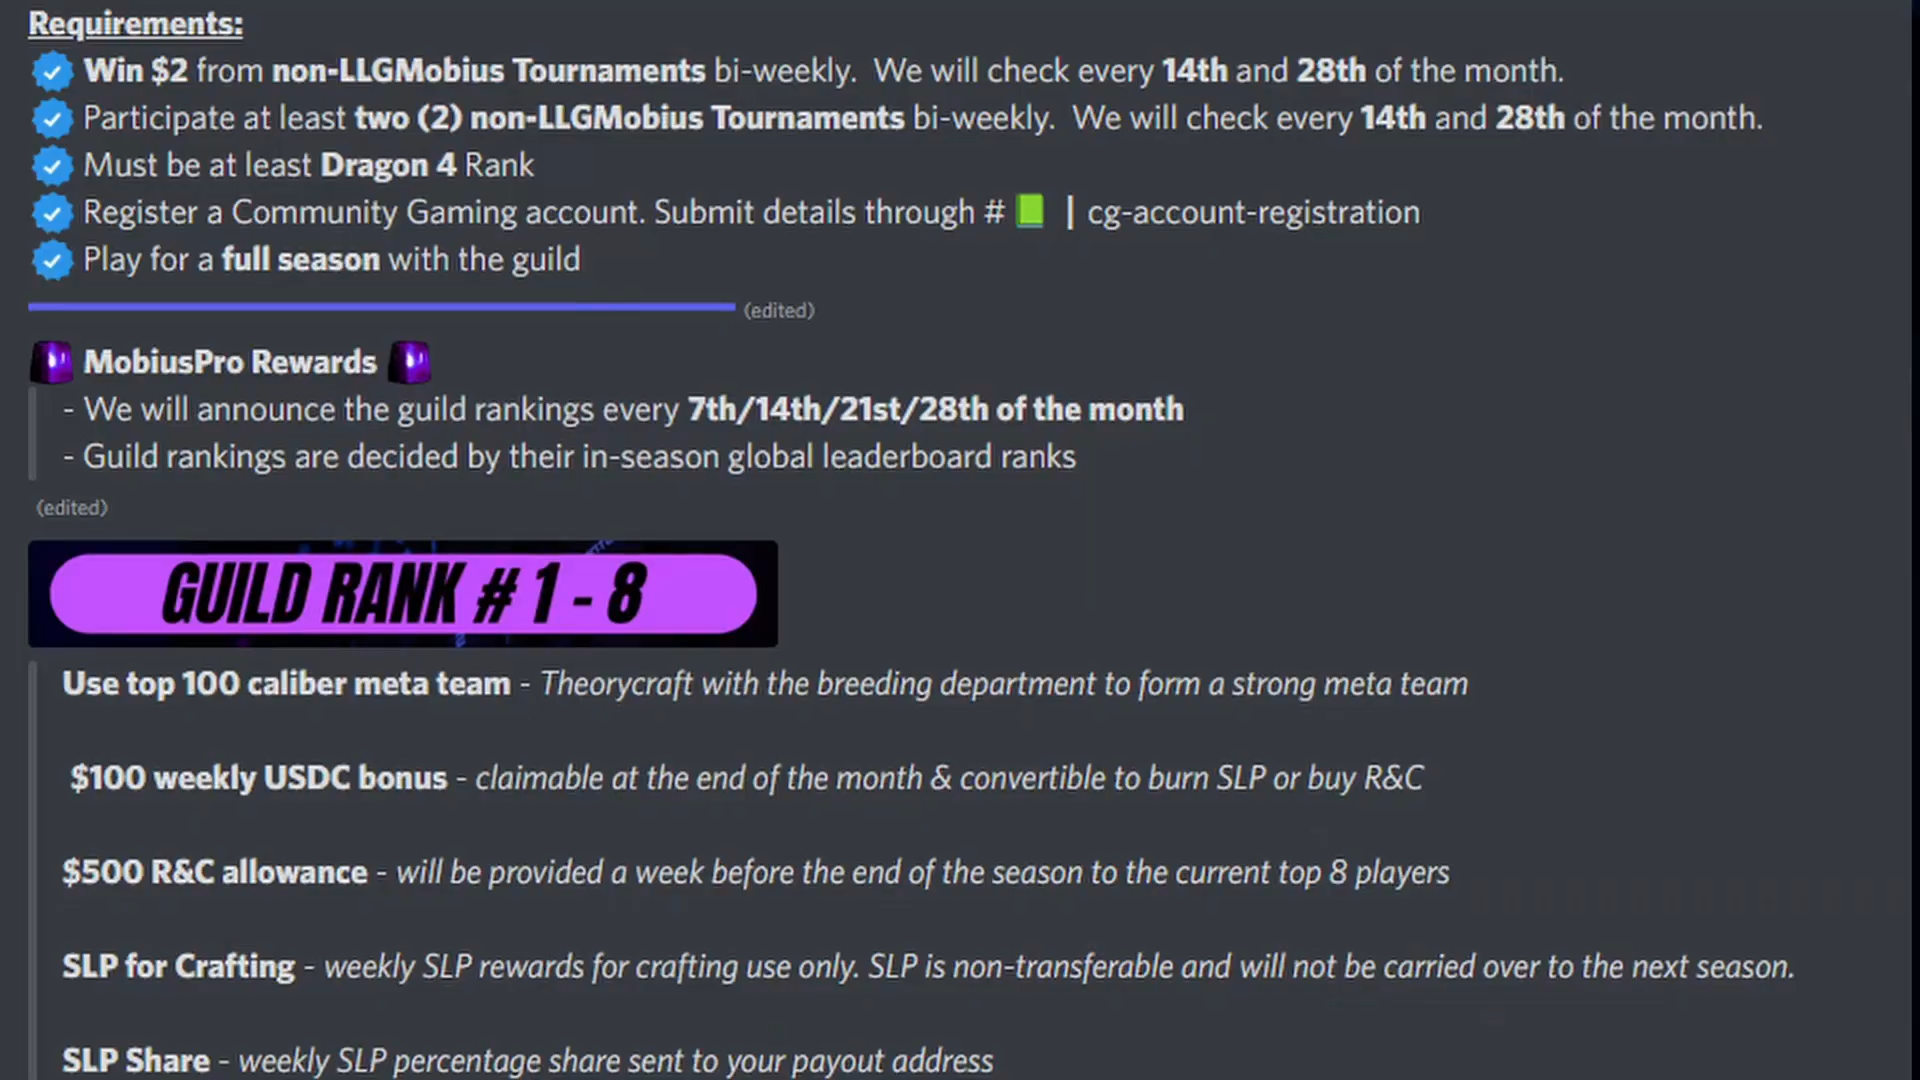 Requirements:
Win $2 from non-LLGMobius Tournaments bi-weekly.  We will check every 14th and 28th of the month.
Participate at least two (2) non-LLGMobius Tournaments bi-weekly.  We will check every 14th and 28th of the month.
Must be at least Dragon 4 Rank
Register a Community Gaming account. Submit details through # 📗 | cg-account-registration
Play for a full season with the guild
(edited)
MobiusPro Rewards
- We will announce the guild rankings every 7th/14th/21st/28th of the month
- Guild rankings are decided by their in-season global leaderboard ranks
(edited)
GUILD RANK # 1 - 8
Use top 100 caliber meta team - Theorycraft with the breeding department to form a strong meta team
$100 weekly USDC bonus - claimable at the end of the month & convertible to burn SLP or buy R&C
$500 R&C allowance - will be provided a week before the end of the season to the current top 8 players
SLP for Crafting - weekly SLP rewards for crafting use only. SLP is non-transferable and will not be carried over to the next season.
SLP Share - weekly SLP percentage share sent to your payout address